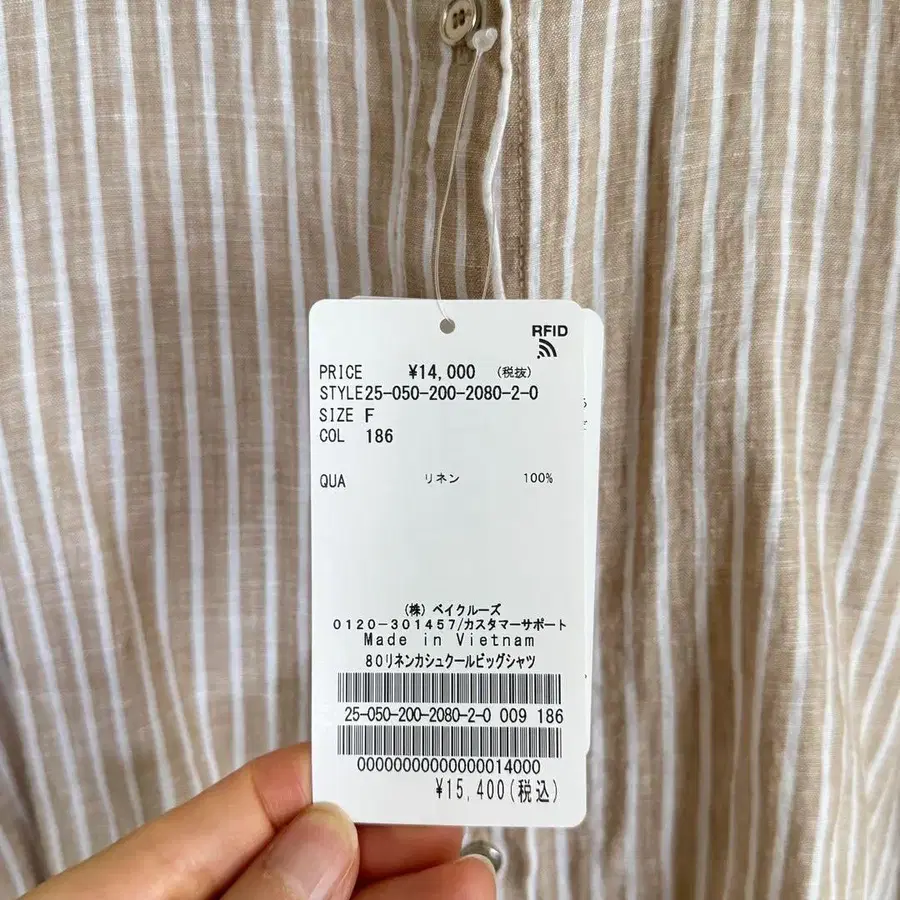 RFID
PRICE ¥14,000 (税抜)
STYLE25-050-200-2080-2-0
SIZE F
COL 186
QUA リネン 100%
(株) ベイクルーズ
0120-301457/カスタマーサポート
Made in Vietnam
80リネンカシュクールビッグシャツ
25-050-200-2080-2-0 009 186
00000000000000014000
¥15,400(税込)